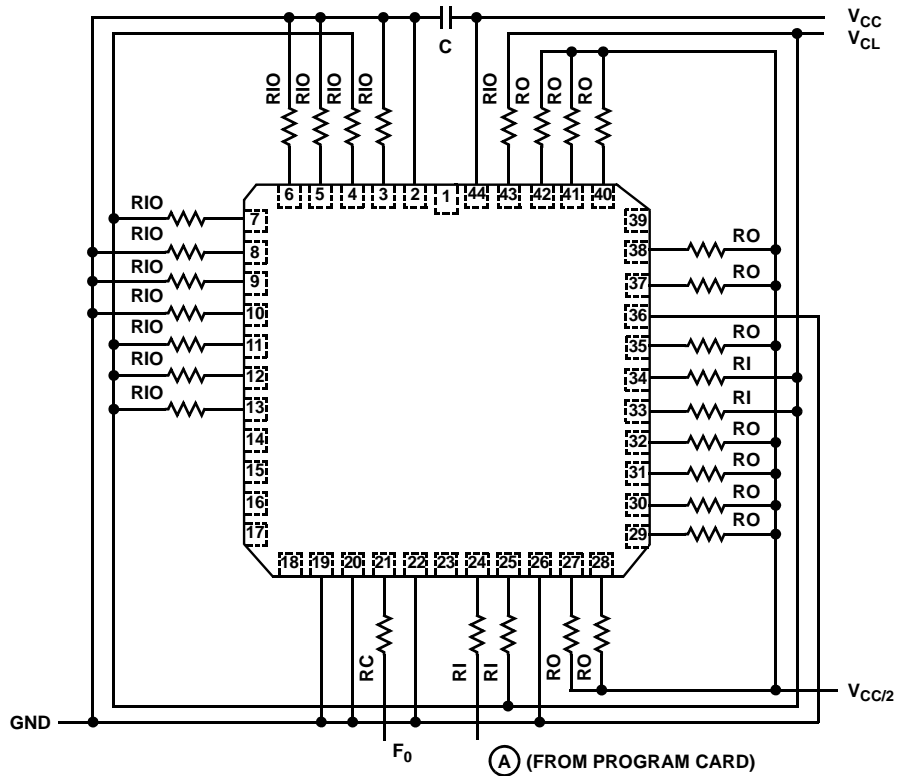 VCC
VCL
C
RIO RIO RIO RIO RIO RO RO RO
6 5 4 3 2 1 44 43 42 41 40
RIO 7 39
RIO 8 38 RO
RIO 9 37 RO
RIO 10 36
RIO 11 35 RO
RIO 12 34 RI
RIO 13 33 RI
14 32 RO
15 31 RO
16 30 RO
17 29 RO
18 19 20 21 22 23 24 25 26 27 28
RC RI RI RO RO
VCC/2
GND
F0
A (FROM PROGRAM CARD)